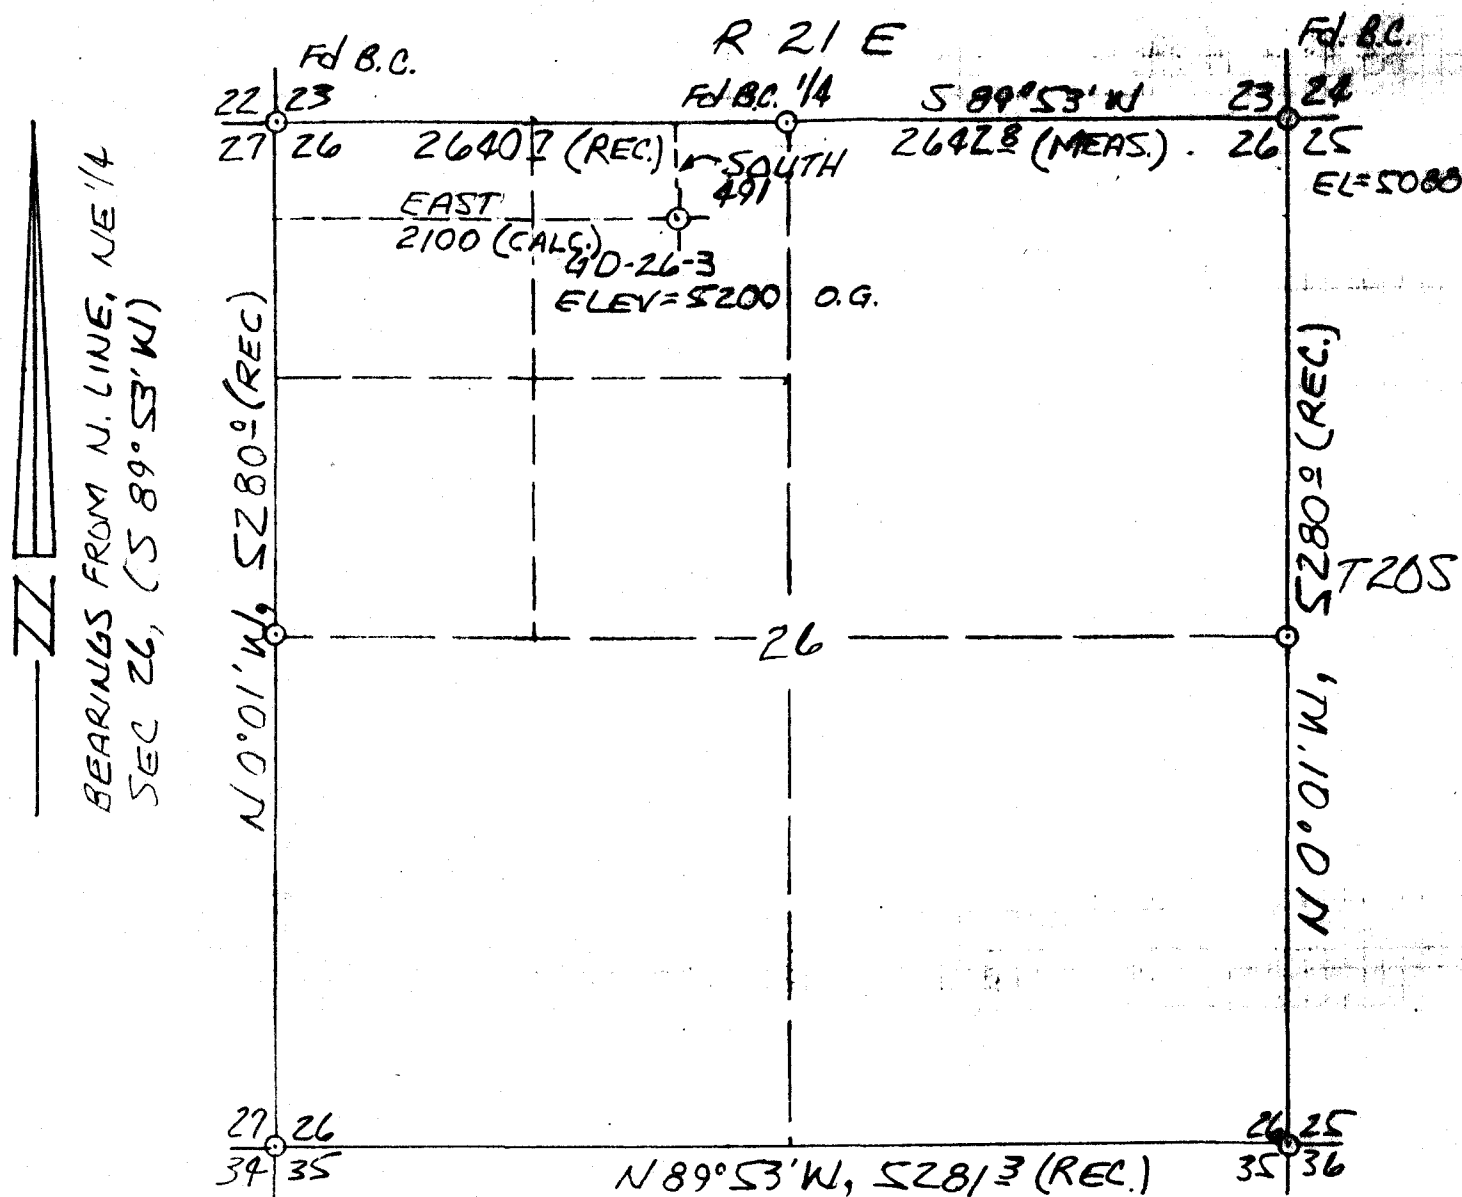 R 21 E
Fd B.C.
Fd. B.C.
Fd B.C. 1/4
S 89°53' W
22 23
27 26
23 24
26 25
2640 7 (REC.)
2642 8 (MEAS.)
SOUTH
491
EL=5088
EAST
2100 (CALC.)
GD-26-3
ELEV=5200 O.G.
N
BEARINGS FROM N. LINE, NE 1/4
SEC 26, (S 89°53' W)
N 0°01' W, 5280 0 (REC)
N 0°01' W, 5280 0 (REC.)
T20S
26
27 26
34 35
26 25
35 36
N 89°53' W, 5281 3 (REC.)